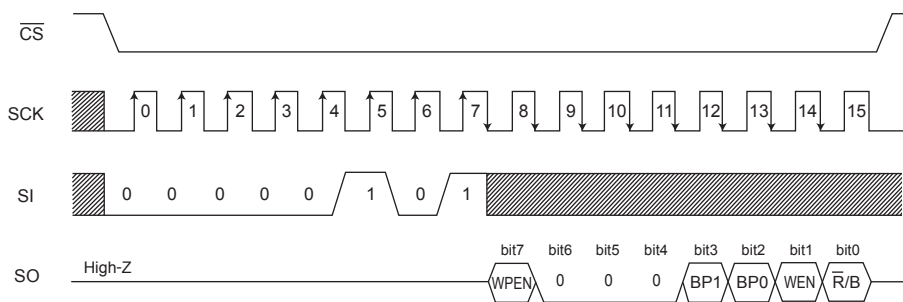 CS
SCK 0 1 2 3 4 5 6 7 8 9 10 11 12 13 14 15
SI 0 0 0 0 0 1 0 1
bit7 bit6 bit5 bit4 bit3 bit2 bit1 bit0
SO High-Z WPEN 0 0 0 BP1 BP0 WEN R̅/B